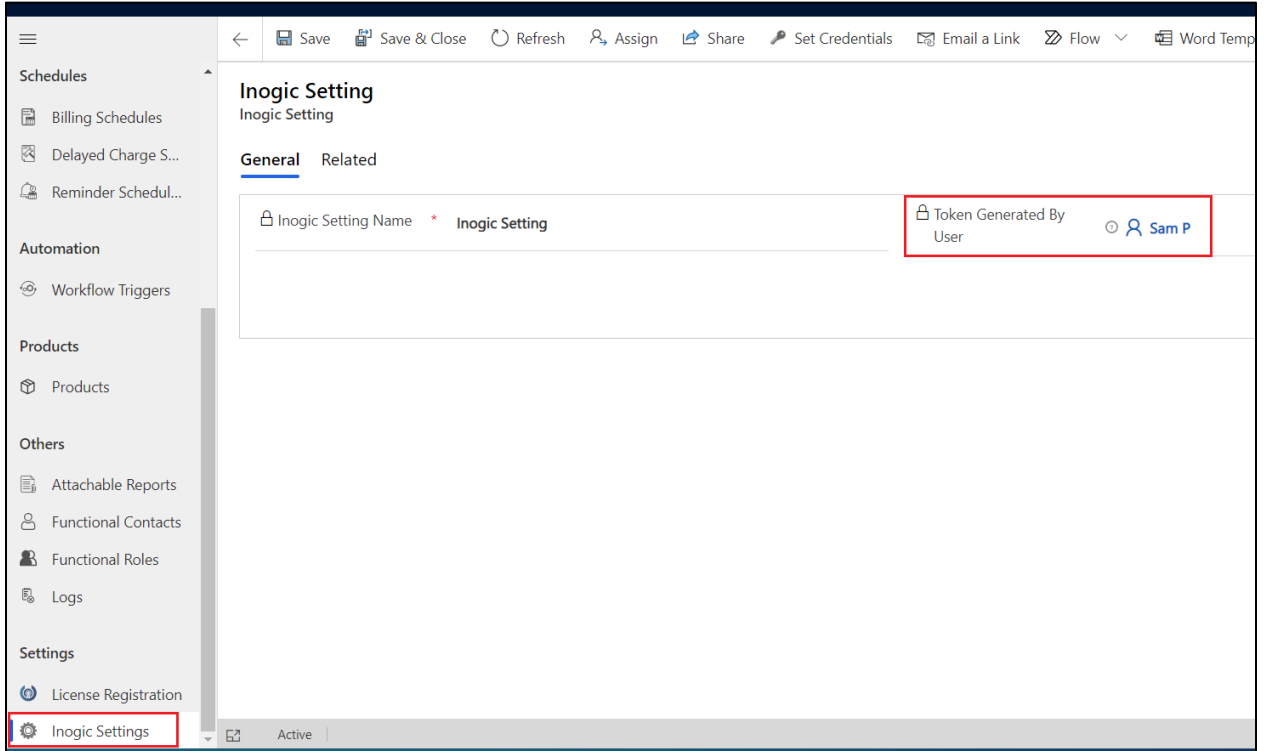 Save
Save & Close
Refresh
Assign
Share
Set Credentials
Email a Link
Flow
Word Temp
Schedules
Billing Schedules
Delayed Charge S...
Reminder Schedul...
Automation
Workflow Triggers
Products
Products
Others
Attachable Reports
Functional Contacts
Functional Roles
Logs
Settings
License Registration
Inogic Settings
Inogic Setting
Inogic Setting
General Related
Inogic Setting Name * Inogic Setting
Token Generated By
User
Sam P
Active